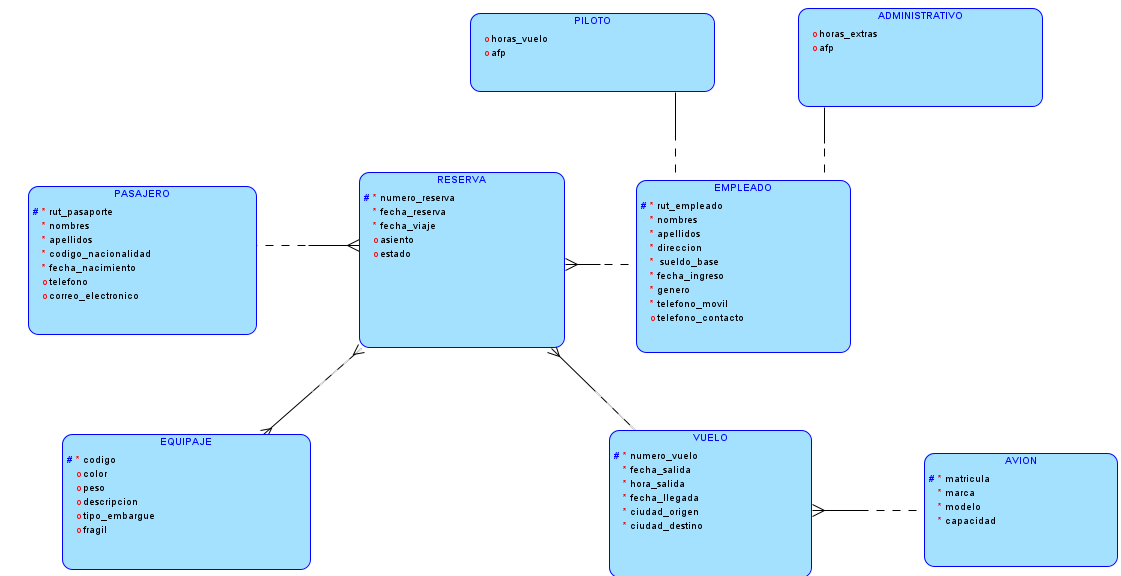 PILOTO
o horas_vuelo
o afp
ADMINISTRATIVO
o horas_extras
o afp
PASAJERO
# * rut_pasaporte
* nombres
* apellidos
* codigo_nacionalidad
* fecha_nacimiento
o telefono
o correo_electronico
RESERVA
# * numero_reserva
* fecha_reserva
* fecha_viaje
o asiento
o estado
EMPLEADO
# * rut_empleado
* nombres
* apellidos
* direccion
* sueldo_base
* fecha_ingreso
* genero
* telefono_movil
o telefono_contacto
EQUIPAJE
# * codigo
o color
o peso
o descripcion
o tipo_embargue
o fragil
VUELO
# * numero_vuelo
* fecha_salida
* hora_salida
* fecha_llegada
* ciudad_origen
* ciudad_destino
AVION
# * matricula
* marca
* modelo
* capacidad